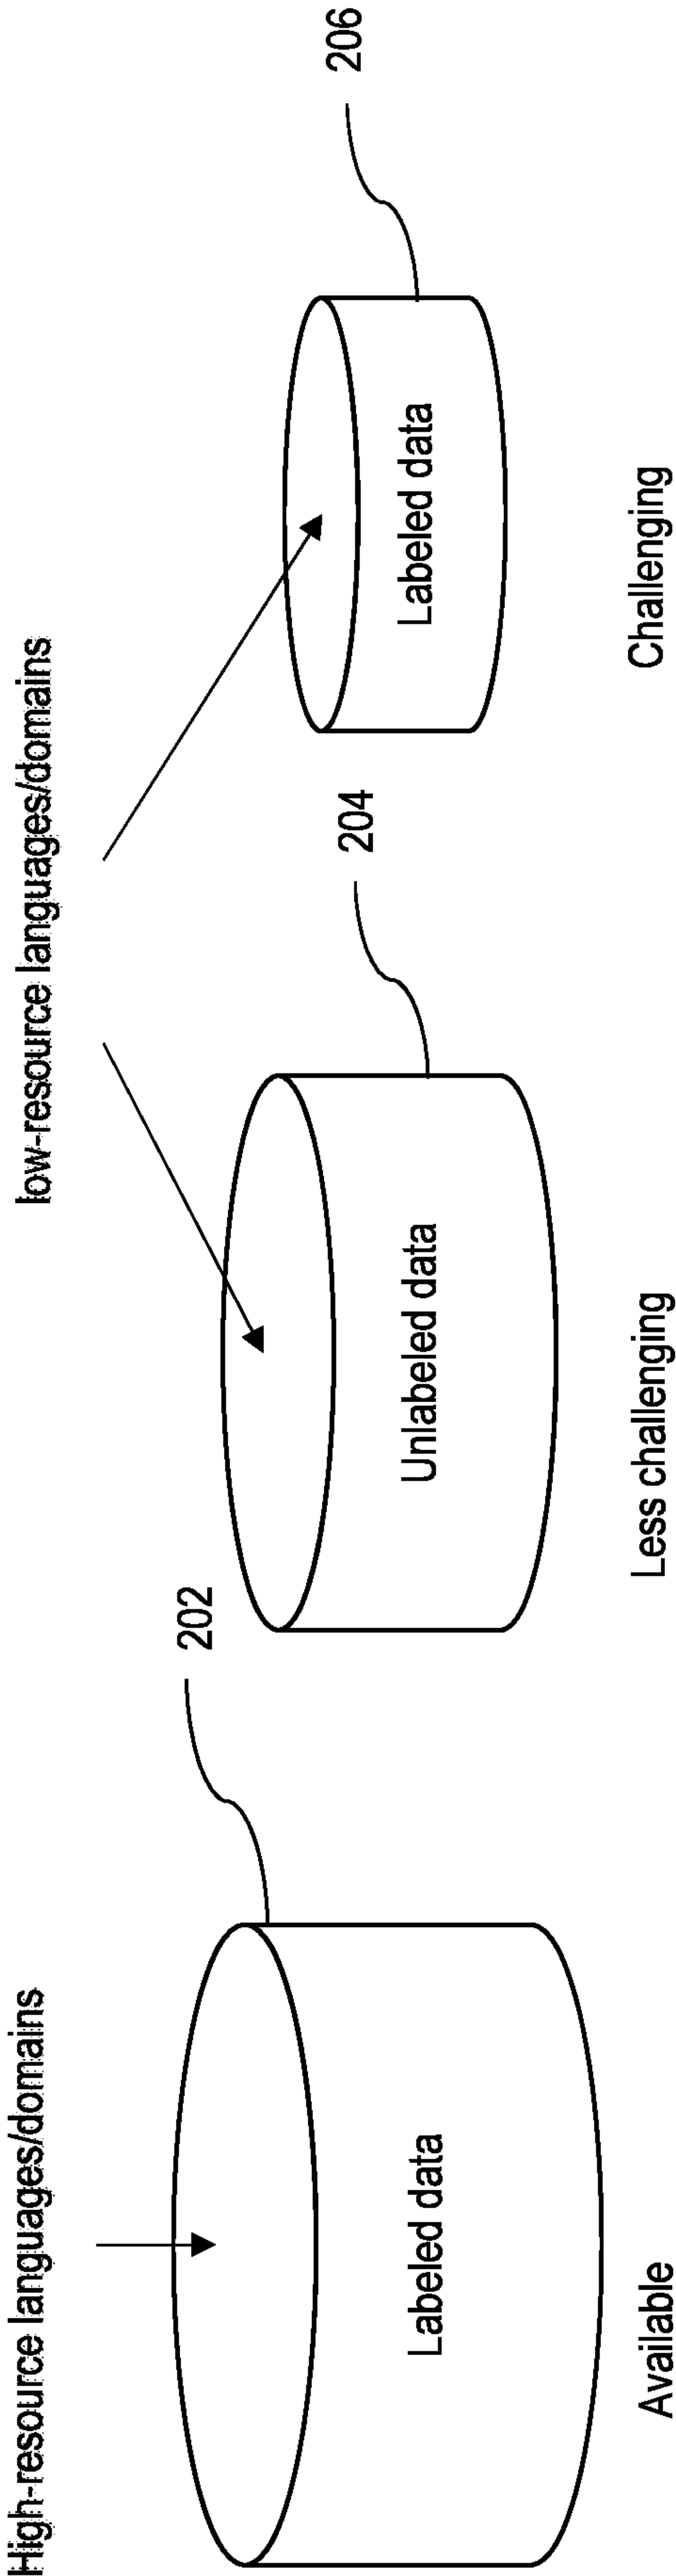 High-resource languages/domains
low-resource languages/domains
202
204
206
Labeled data
Unlabeled data
Labeled data
Available
Less challenging
Challenging